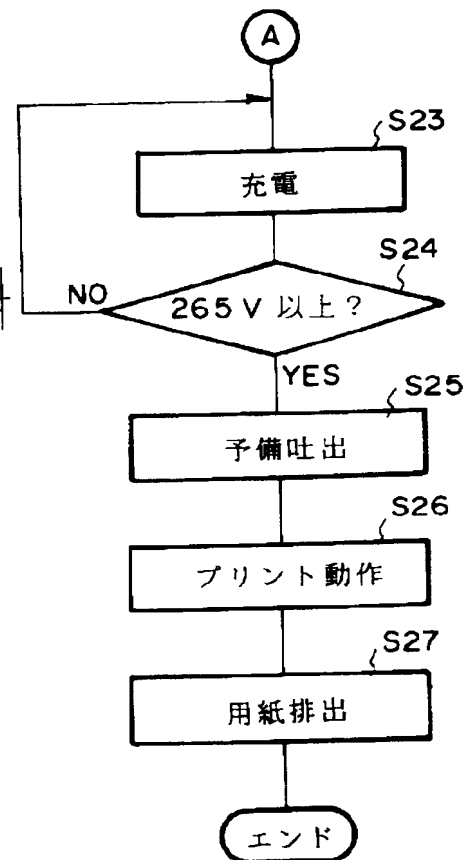 A
S23
充電
S24
265V 以上?
NO
YES
S25
予備吐出
S26
プリント動作
S27
用紙排出
エンド